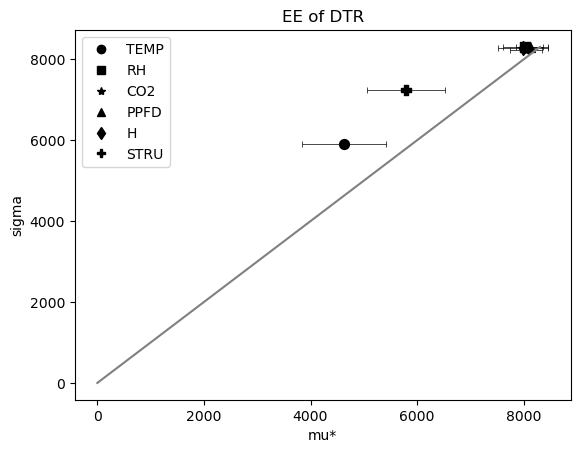 EE of DTR
TEMP
RH
CO2
PPFD
H
STRU
8000
6000
4000
2000
0
sigma
0 2000 4000 6000 8000
mu*